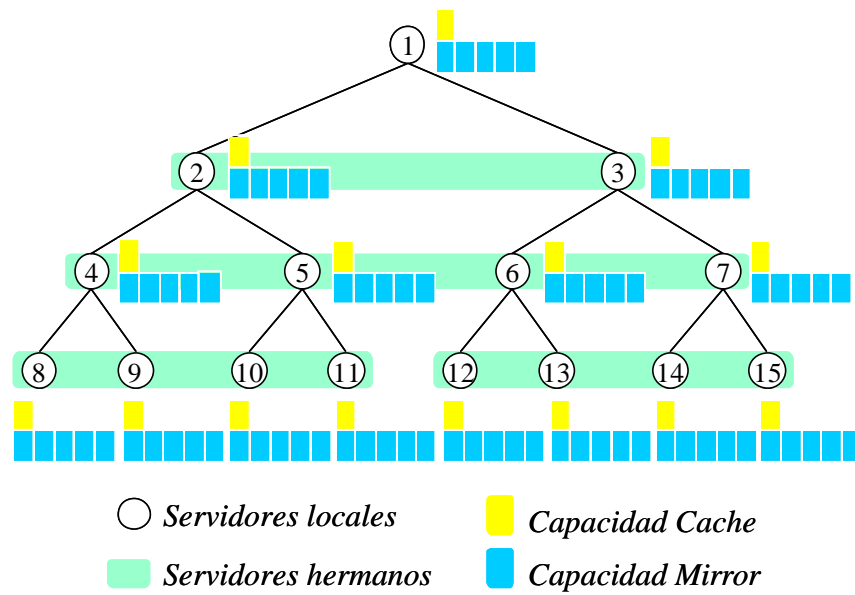 1
2 3
4 5 6 7
8 9 10 11 12 13 14 15
Servidores locales
Capacidad Cache
Servidores hermanos
Capacidad Mirror